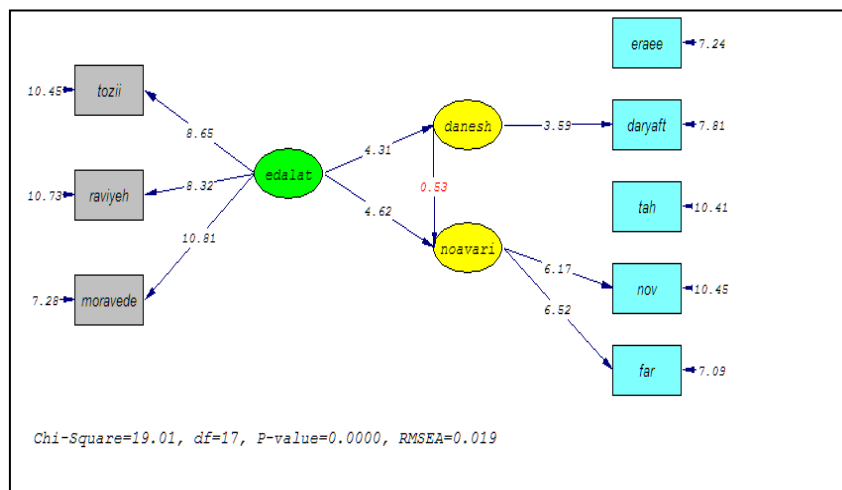 eraee
7.24
10.45
tozii
8.65
danesh
3.59
daryaft
7.81
4.31
edalat
10.73
raviyeh
8.32
0.53
4.62
tah
10.41
10.81
noavari
6.17
nov
10.45
7.28
moravede
6.52
far
7.09
Chi-Square=19.01, df=17, P-value=0.0000, RMSEA=0.019